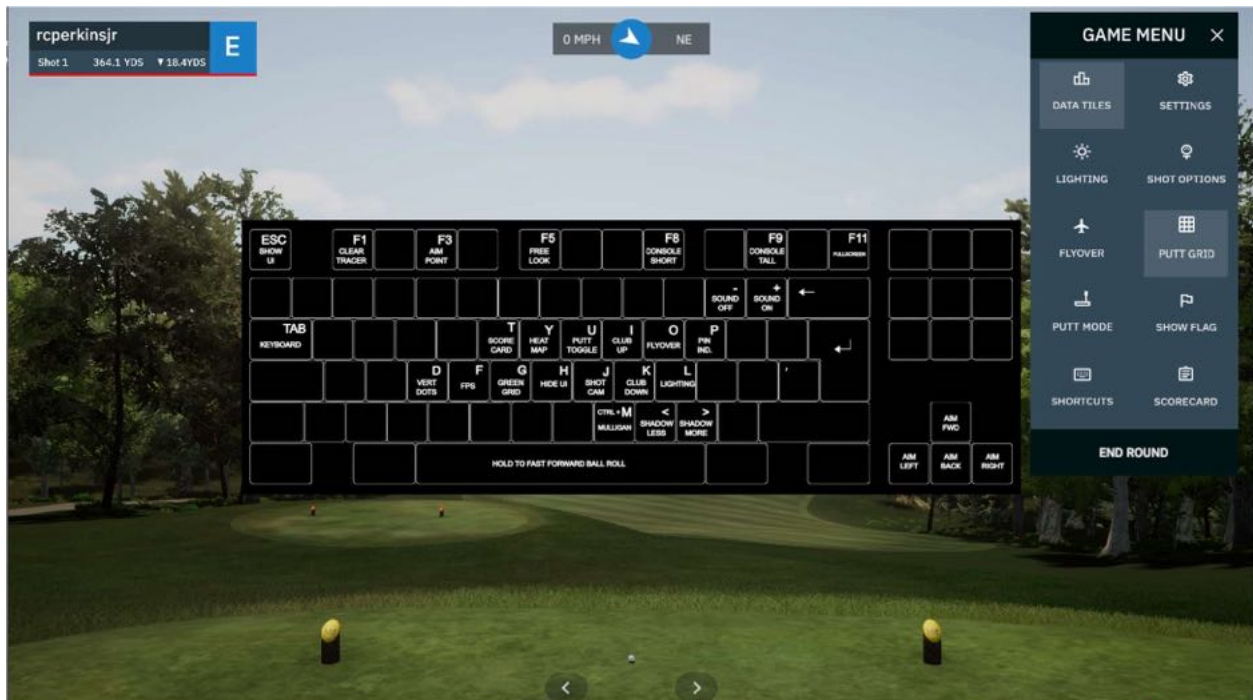 rcperkinsjr
E
Shot 1 364.1 YDS ▼18.4YDS
0 MPH NE
GAME MENU ×
DATA TILES SETTINGS
LIGHTING SHOT OPTIONS
FLYOVER PUTT GRID
PUTT MODE SHOW FLAG
SHORTCUTS SCORECARD
END ROUND
ESC SHOW UI
F1 CLEAR TRACER
F3 AIM POINT
F5 FREE LOOK
F8 CONSOLE SHORT
F9 CONSOLE TALL
F11 FULLSCREEN
- SOUND OFF
+ SOUND ON
←
TAB KEYBOARD
T SCORE CARD
Y HEAT MAP
U PUTT TOGGLE
I CLUB UP
O FLYOVER
P PIN IND.
D VERT DOTS
F FPS
G GREEN GRID
H HIDE UI
J SHOT CAM
K CLUB DOWN
L LIGHTING
'
CTRL + M MULLIGAN
< SHADOW LESS
> SHADOW MORE
AIM FWD
HOLD TO FAST FORWARD BALL ROLL
AIM LEFT
AIM BACK
AIM RIGHT
< >